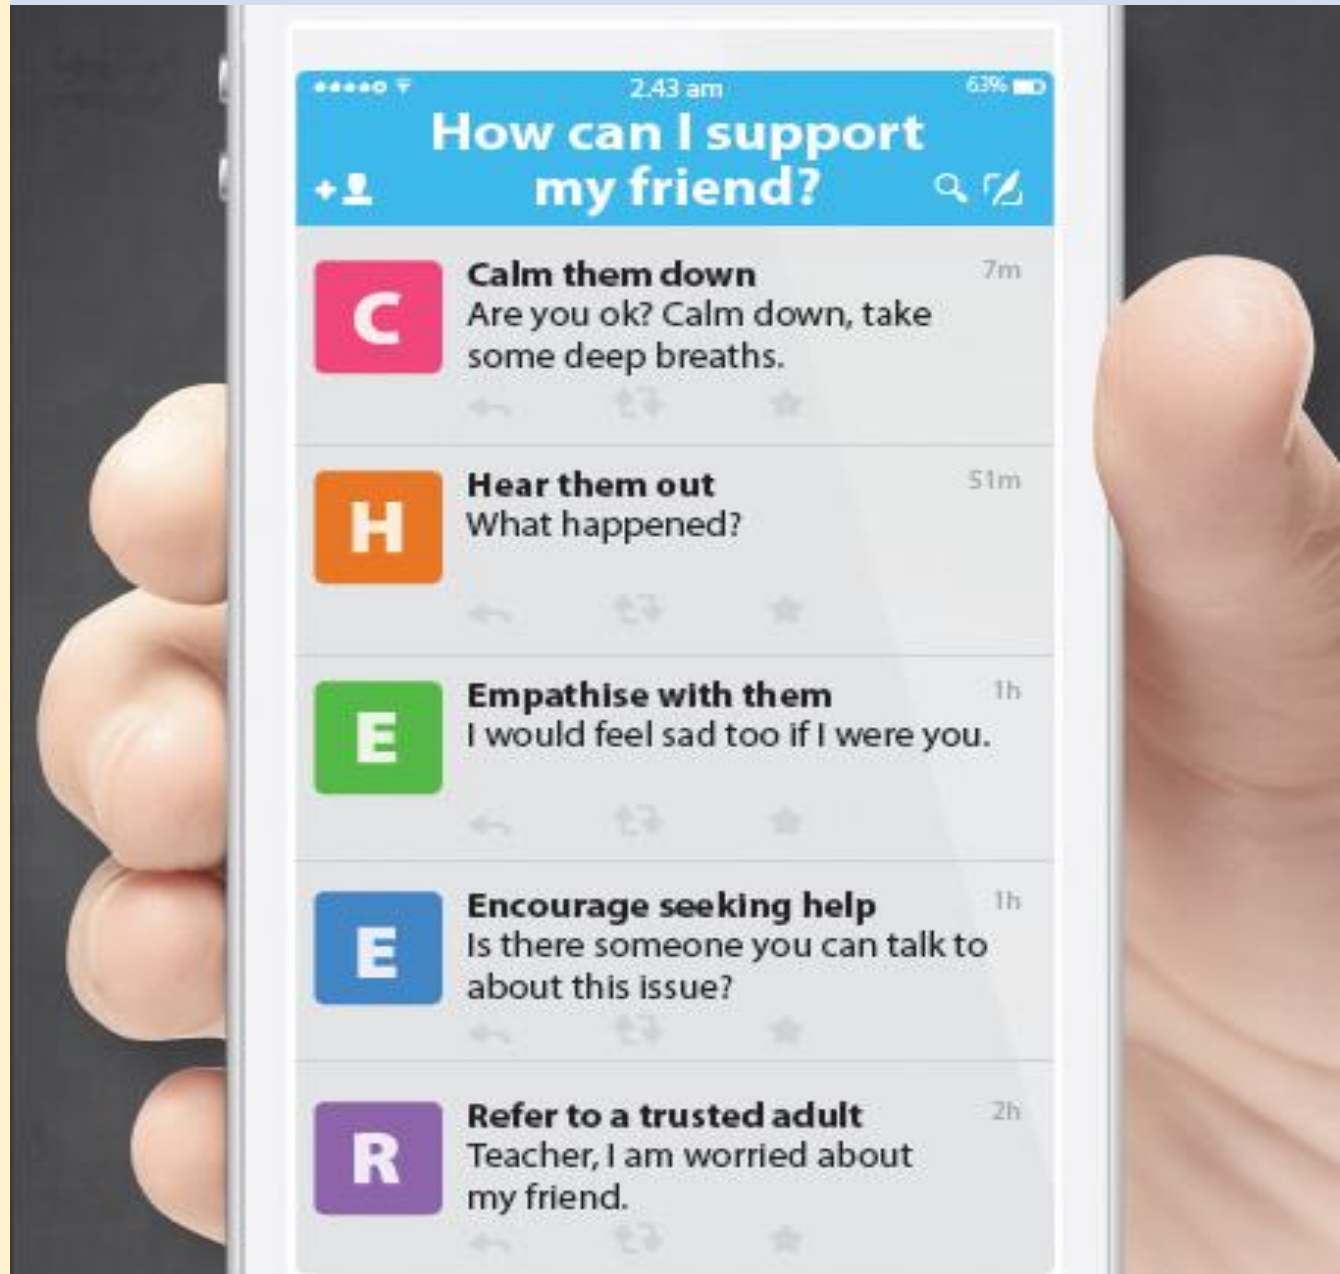 2.43 am
63%
How can I support
my friend?
C
Calm them down
7m
Are you ok? Calm down, take
some deep breaths.
H
Hear them out
51m
What happened?
E
Empathise with them
1h
I would feel sad too if I were you.
E
Encourage seeking help
1h
Is there someone you can talk to
about this issue?
R
Refer to a trusted adult
2h
Teacher, I am worried about
my friend.